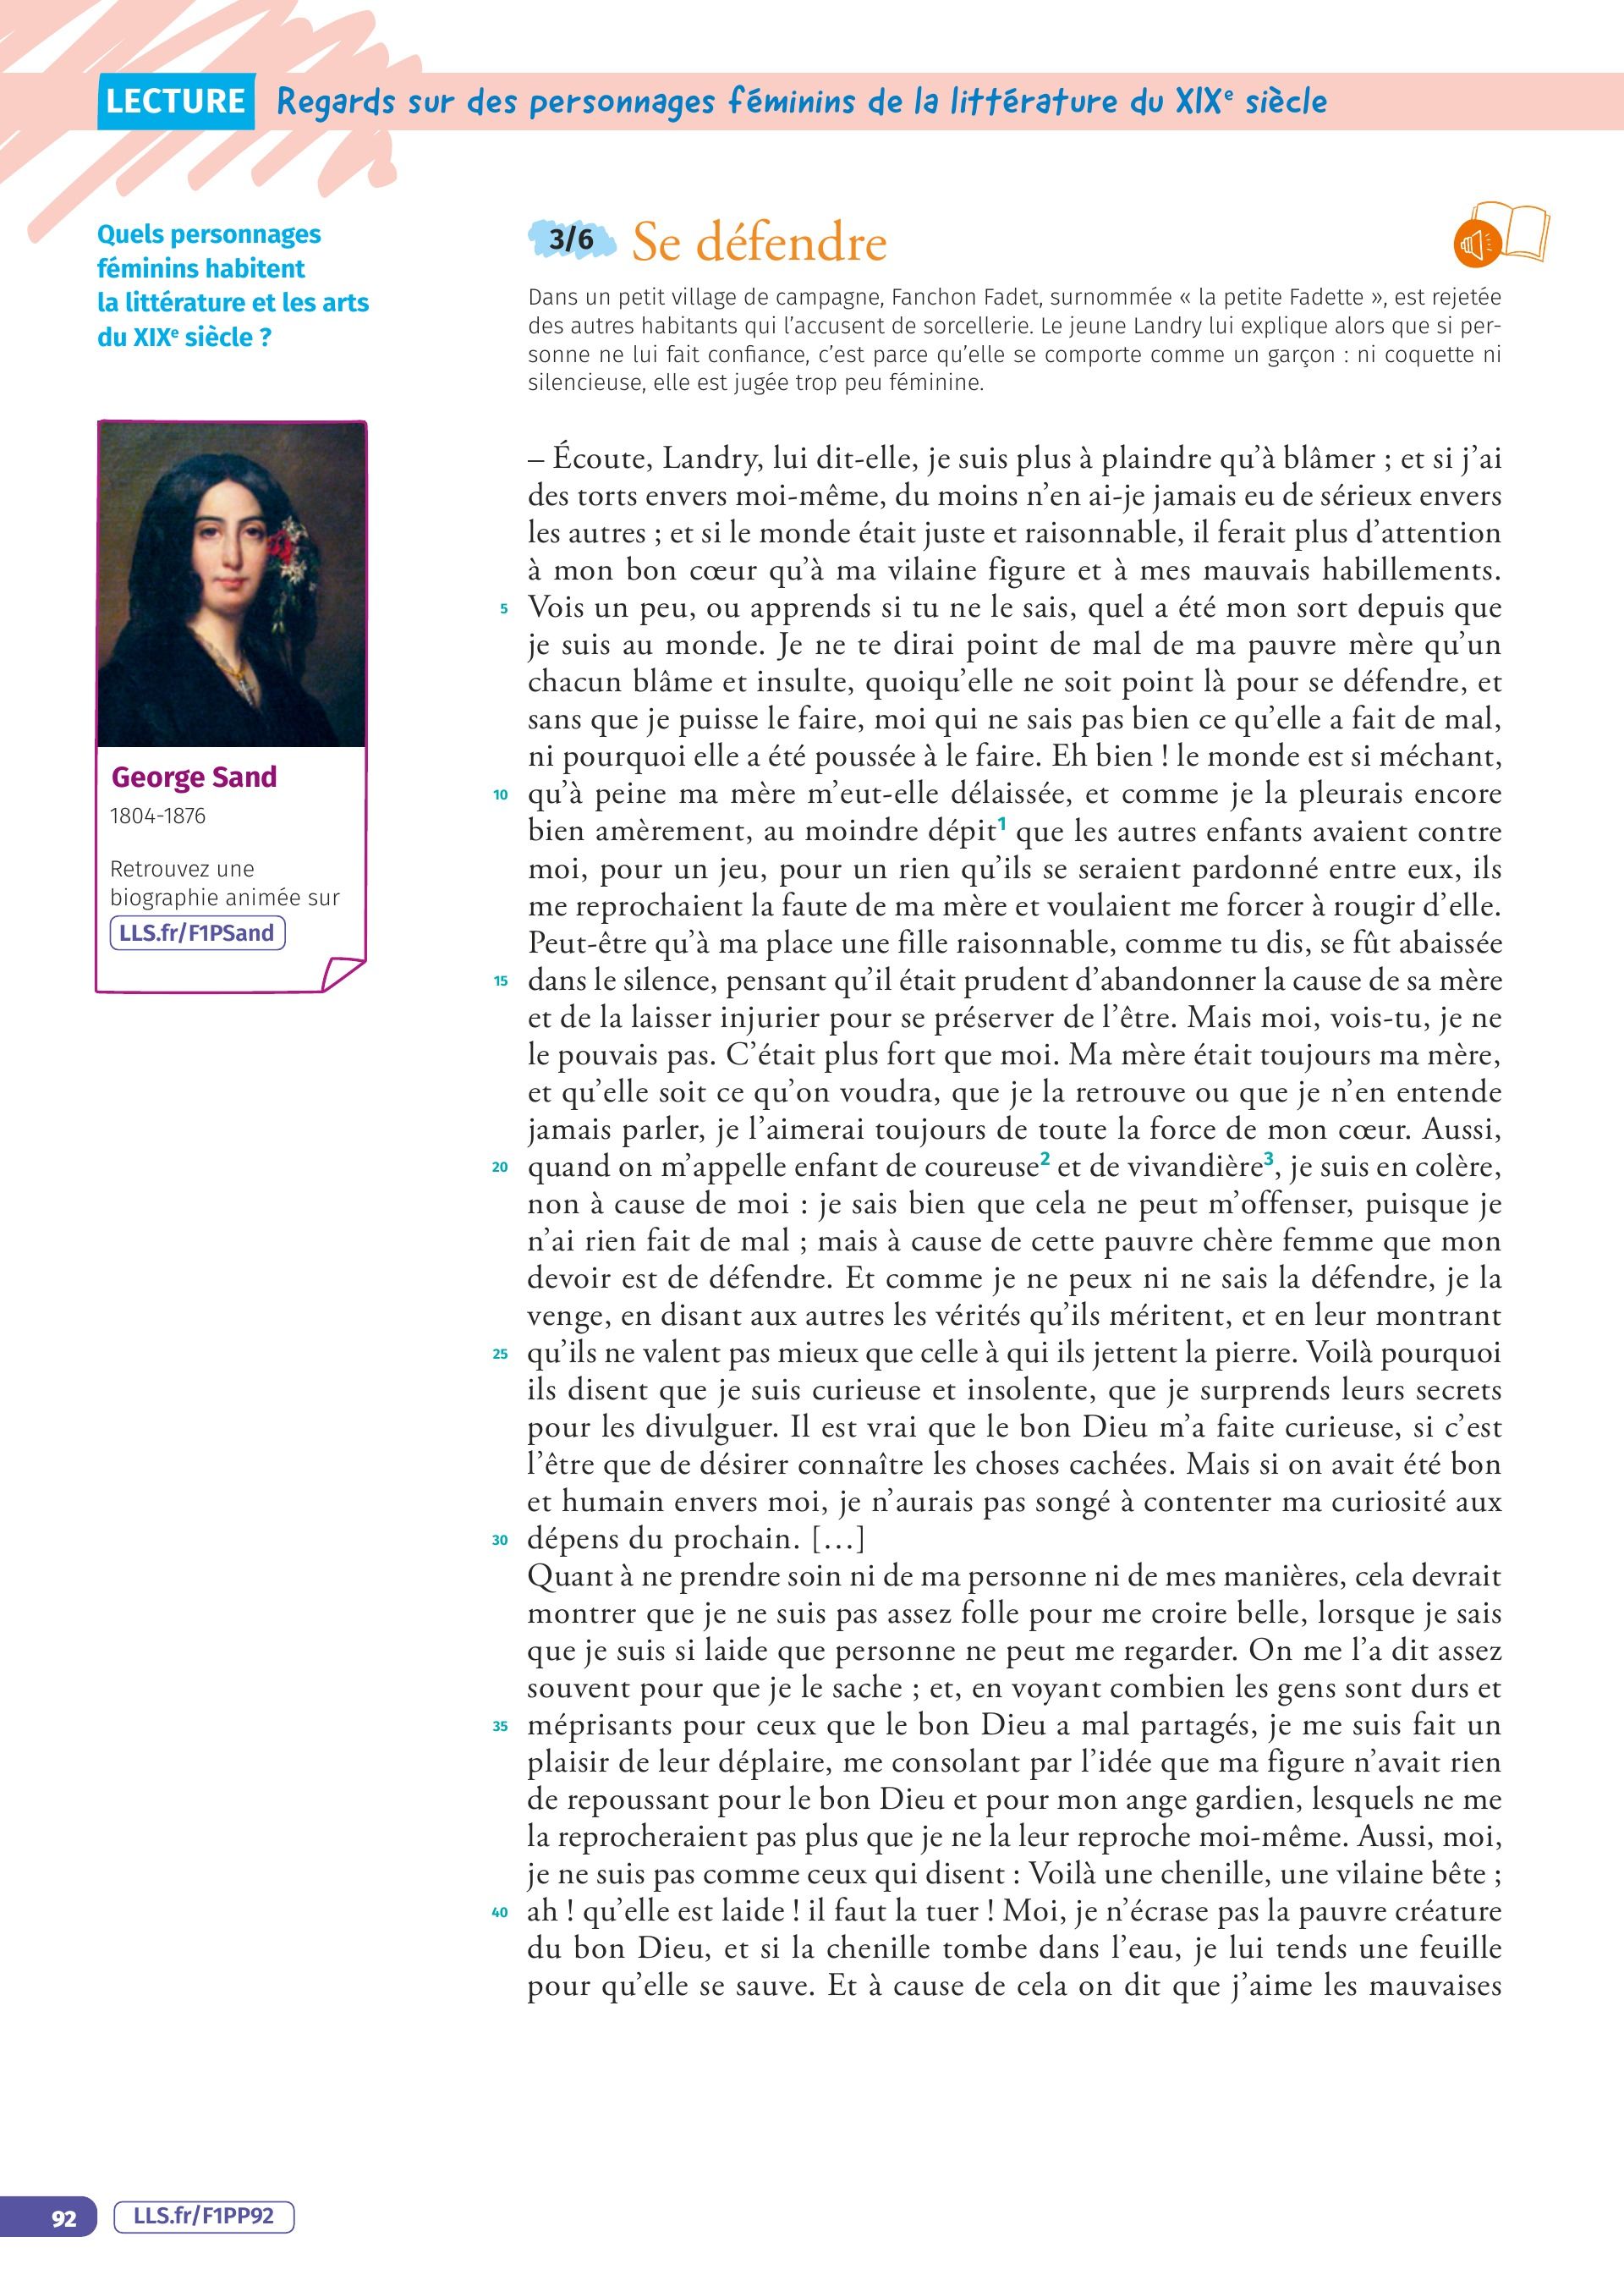 LECTURE Regards sur des personnages féminins de la littérature du XIXe siècle
Quels personnages
féminins habitent
la littérature et les arts
du XIXe siècle ?
George Sand
1804-1876
Retrouvez une
biographie animée sur
LLS.fr/F1PSand
3/6 Se défendre
Dans un petit village de campagne, Fanchon Fadet, surnommée « la petite Fadette », est rejetée
des autres habitants qui l’accusent de sorcellerie. Le jeune Landry lui explique alors que si per-
sonne ne lui fait confiance, c’est parce qu’elle se comporte comme un garçon : ni coquette ni
silencieuse, elle est jugée trop peu féminine.
– Écoute, Landry, lui dit-elle, je suis plus à plaindre qu’à blâmer ; et si j’ai
des torts envers moi-même, du moins n’en ai-je jamais eu de sérieux envers
les autres ; et si le monde était juste et raisonnable, il ferait plus d’attention
à mon bon cœur qu’à ma vilaine figure et à mes mauvais habillements.
5 Vois un peu, ou apprends si tu ne le sais, quel a été mon sort depuis que
je suis au monde. Je ne te dirai point de mal de ma pauvre mère qu’un
chacun blâme et insulte, quoiqu’elle ne soit point là pour se défendre, et
sans que je puisse le faire, moi qui ne sais pas bien ce qu’elle a fait de mal,
ni pourquoi elle a été poussée à le faire. Eh bien ! le monde est si méchant,
10 qu’à peine ma mère m’eut-elle délaissée, et comme je la pleurais encore
bien amèrement, au moindre dépit1 que les autres enfants avaient contre
moi, pour un jeu, pour un rien qu’ils se seraient pardonné entre eux, ils
me reprochaient la faute de ma mère et voulaient me forcer à rougir d’elle.
Peut-être qu’à ma place une fille raisonnable, comme tu dis, se fût abaissée
15 dans le silence, pensant qu’il était prudent d’abandonner la cause de sa mère
et de la laisser injurier pour se préserver de l’être. Mais moi, vois-tu, je ne
le pouvais pas. C’était plus fort que moi. Ma mère était toujours ma mère,
et qu’elle soit ce qu’on voudra, que je la retrouve ou que je n’en entende
jamais parler, je l’aimerai toujours de toute la force de mon cœur. Aussi,
20 quand on m’appelle enfant de coureuse2 et de vivandière3, je suis en colère,
non à cause de moi : je sais bien que cela ne peut m’offenser, puisque je
n’ai rien fait de mal ; mais à cause de cette pauvre chère femme que mon
devoir est de défendre. Et comme je ne peux ni ne sais la défendre, je la
venge, en disant aux autres les vérités qu’ils méritent, et en leur montrant
25 qu’ils ne valent pas mieux que celle à qui ils jettent la pierre. Voilà pourquoi
ils disent que je suis curieuse et insolente, que je surprends leurs secrets
pour les divulguer. Il est vrai que le bon Dieu m’a faite curieuse, si c’est
l’être que de désirer connaître les choses cachées. Mais si on avait été bon
et humain envers moi, je n’aurais pas songé à contenter ma curiosité aux
30 dépens du prochain. […]
Quant à ne prendre soin ni de ma personne ni de mes manières, cela devrait
montrer que je ne suis pas assez folle pour me croire belle, lorsque je sais
que je suis si laide que personne ne peut me regarder. On me l’a dit assez
souvent pour que je le sache ; et, en voyant combien les gens sont durs et
35 méprisants pour ceux que le bon Dieu a mal partagés, je me suis fait un
plaisir de leur déplaire, me consolant par l’idée que ma figure n’avait rien
de repoussant pour le bon Dieu et pour mon ange gardien, lesquels ne me
la reprocheraient pas plus que je ne la leur reproche moi-même. Aussi, moi,
je ne suis pas comme ceux qui disent : Voilà une chenille, une vilaine bête ;
40 ah ! qu’elle est laide ! il faut la tuer ! Moi, je n’écrase pas la pauvre créature
du bon Dieu, et si la chenille tombe dans l’eau, je lui tends une feuille
pour qu’elle se sauve. Et à cause de cela on dit que j’aime les mauvaises
92 LLS.fr/F1PP92